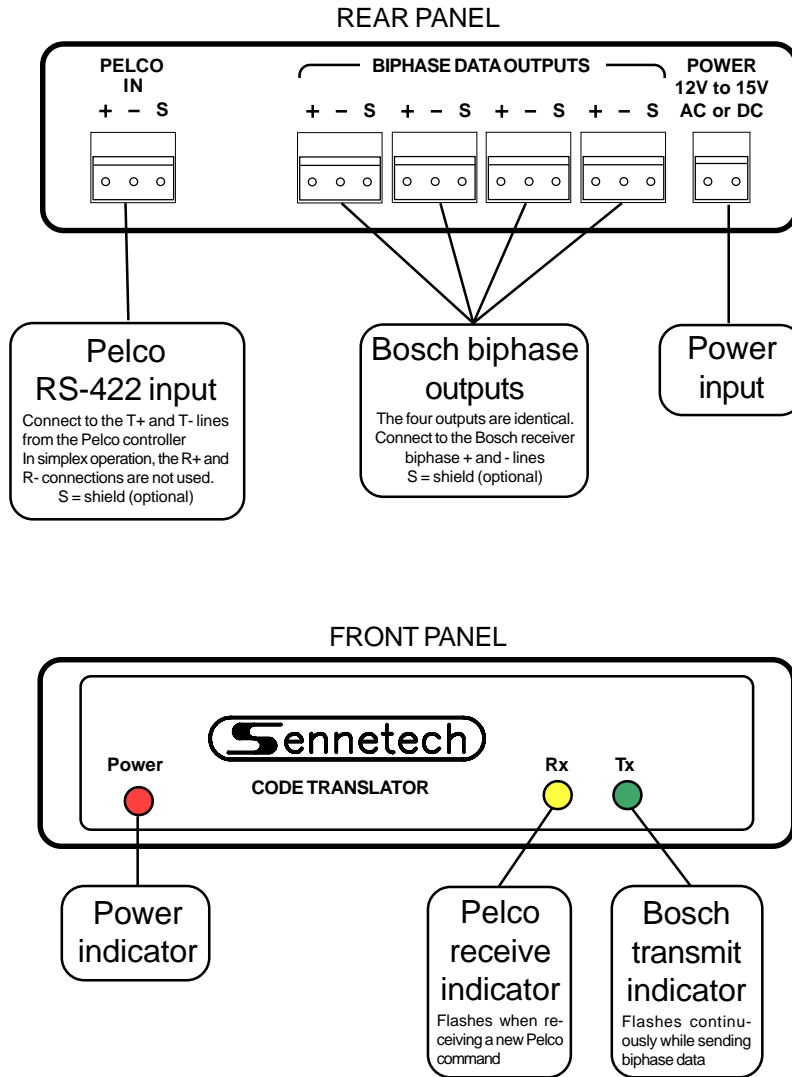 REAR PANEL
PELCO
IN
+ − S
BIPHASE DATA OUTPUTS
+ − S + − S + − S + − S
POWER
12V to 15V
AC or DC
Pelco
RS-422 input
Connect to the T+ and T- lines
from the Pelco controller
In simplex operation, the R+ and
R- connections are not used.
S = shield (optional)
Bosch biphase
outputs
The four outputs are identical.
Connect to the Bosch receiver
biphase + and - lines
S = shield (optional)
Power
input
FRONT PANEL
Sennetech
CODE TRANSLATOR
Power
Rx
Tx
Power
indicator
Pelco
receive
indicator
Flashes when re-
ceiving a new Pelco
command
Bosch
transmit
indicator
Flashes continu-
ously while sending
biphase data